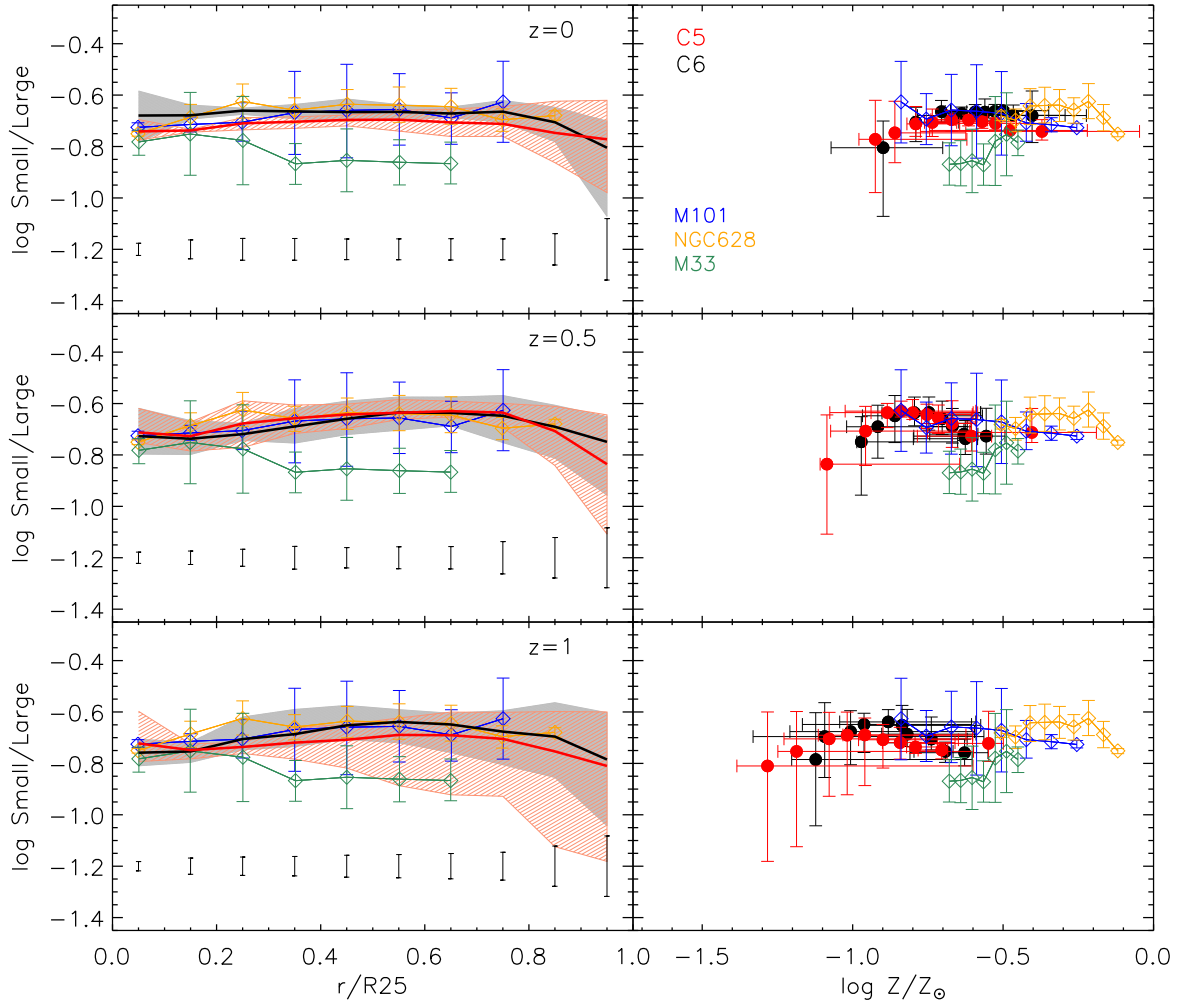 z=0
C5
C6
M101
NGC628
M33
−0.4
−0.6
−0.8
−1.0
−1.2
−1.4
log Small/Large
z=0.5
−0.4
−0.6
−0.8
−1.0
−1.2
−1.4
log Small/Large
z=1
−0.4
−0.6
−0.8
−1.0
−1.2
−1.4
log Small/Large
0.0 0.2 0.4 0.6 0.8 1.0
−1.5 −1.0 −0.5 0.0
r/R25
log Z/Z☉